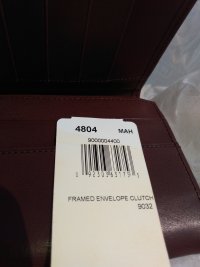 4804 MAH
9000004400
FRAMED ENVELOPE CLUTCH
9032